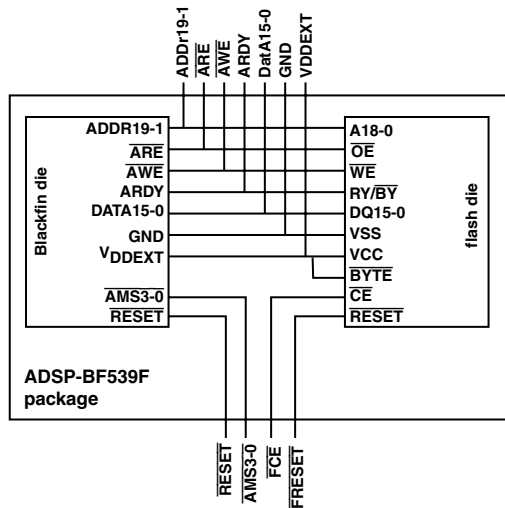 ADDr19-1
ARE
AWE
ARDY
DatA15-0
GND
VDDEXT
Blackfin die
ADDR19-1
ARE
AWE
ARDY
DATA15-0
GND
VDDEXT
AMS3-0
RESET
A18-0
OE
WE
RY/BY
DQ15-0
VSS
VCC
BYTE
CE
RESET
flash die
ADSP-BF539F
package
RESET
AMS3-0
FCE
FRESET